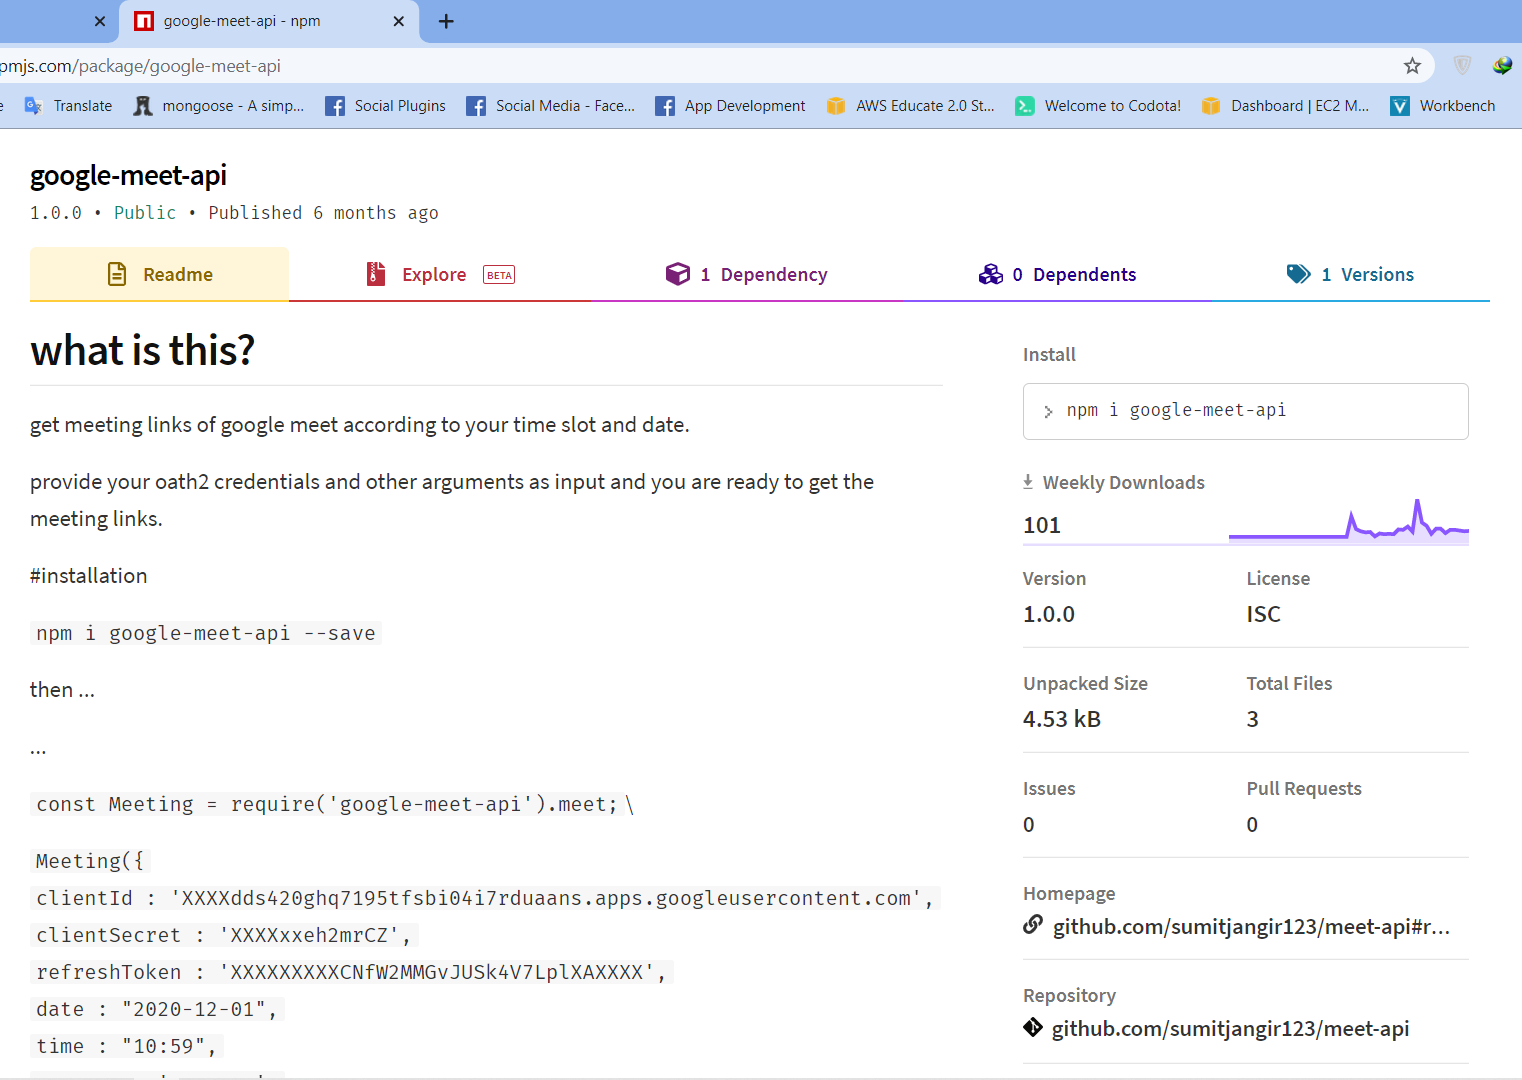 google-meet-api - npm
pmjs.com/package/google-meet-api
Translate
mongoose - A simp...
Social Plugins
Social Media - Face...
App Development
AWS Educate 2.0 St...
Welcome to Codota!
Dashboard | EC2 M...
Workbench
google-meet-api
1.0.0 • Public • Published 6 months ago
Readme
Explore BETA
1 Dependency
0 Dependents
1 Versions
what is this?
get meeting links of google meet according to your time slot and date.
provide your oath2 credentials and other arguments as input and you are ready to get the
meeting links.
#installation
npm i google-meet-api --save
then ...
...
const Meeting = require('google-meet-api').meet;\
Meeting({
clientId : 'XXXXdds420ghq7195tfsbi04i7rduaans.apps.googleusercontent.com',
clientSecret : 'XXXXxxeh2mrCZ',
refreshToken : 'XXXXXXXXXCNfW2MMGvJUSk4V7LplXAXXXX',
date : "2020-12-01",
time : "10:59",
Install
> npm i google-meet-api
Weekly Downloads
101
Version
1.0.0
License
ISC
Unpacked Size
4.53 kB
Total Files
3
Issues
0
Pull Requests
0
Homepage
github.com/sumitjangir123/meet-api#r...
Repository
github.com/sumitjangir123/meet-api